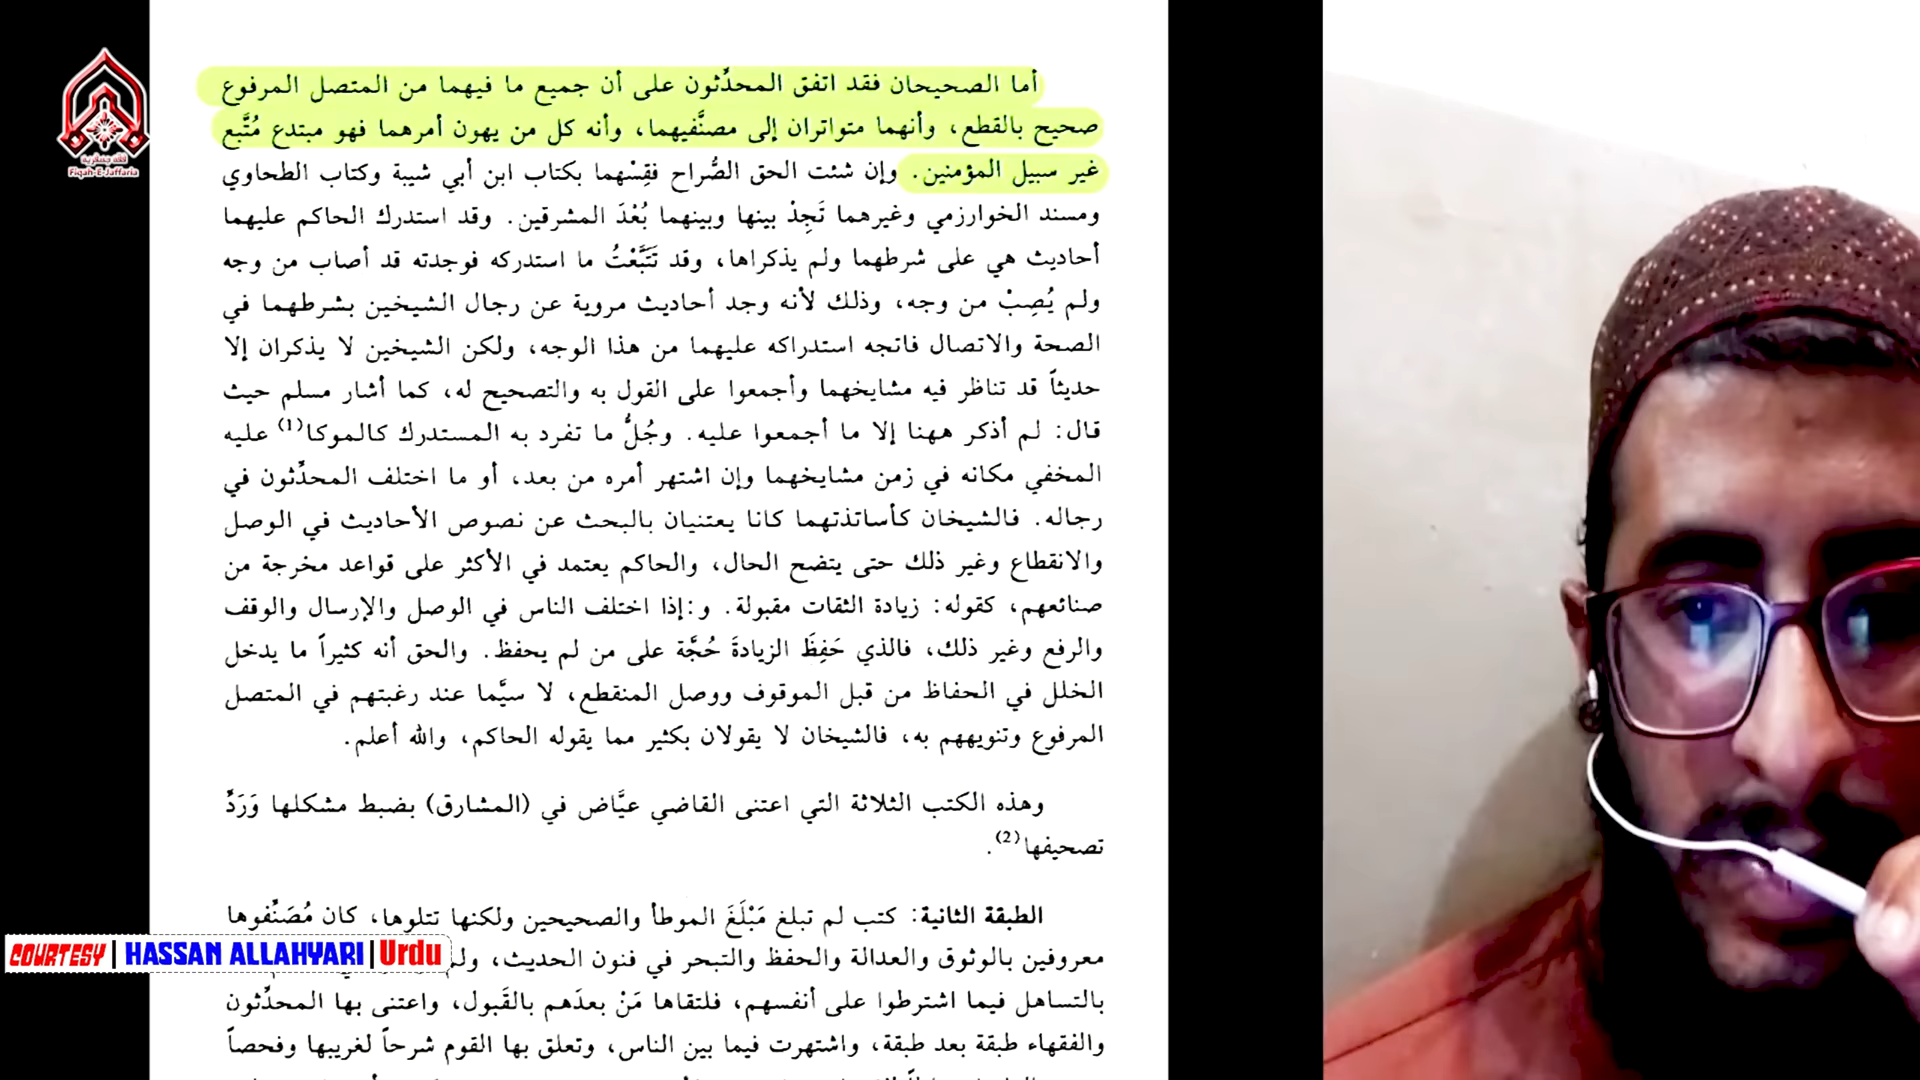 أما الصحيحان فقد اتفق المحدِّثون على أن جميع ما فيهما من المتصل المرفوع
صحيح بالقطع، وأنهما متواتران إلى مصنَّفيهما، وأنه كل من يهون أمرهما فهو مبتدع مُتَّبع
غير سبيل المؤمنين. وإن شئت الحق الصُّراح فقِسْهما بكتاب ابن أبي شيبة وكتاب الطحاوي
ومسند الخوارزمي وغيرهما تَجِدْ بينها وبينهما بُعْدَ المشرقين. وقد استدرك الحاكم عليهما
أحاديث هي على شرطهما ولم يذكراها، وقد تَتَبَّعْتُ ما استدركه فوجدته قد أصاب من وجه
ولم يُصِبْ من وجه، وذلك لأنه وجد أحاديث مروية عن رجال الشيخين بشرطهما في
الصحة والاتصال فاتجه استدراكه عليهما من هذا الوجه، ولكن الشيخين لا يذكران إلا
حديثاً قد تناظر فيه مشايخهما وأجمعوا على القول به والتصحيح له، كما أشار مسلم حيث
قال: لم أذكر ههنا إلا ما أجمعوا عليه. وجُلُّ ما تفرد به المستدرك كالموكا(1) عليه
المخفي مكانه في زمن مشايخهما وإن اشتهر أمره من بعد، أو ما اختلف المحدِّثون في
رجاله. فالشيخان كأساتذتهما كانا يعتنيان بالبحث عن نصوص الأحاديث في الوصل
والانقطاع وغير ذلك حتى يتضح الحال، والحاكم يعتمد في الأكثر على قواعد مخرجة من
صنائعهم، كقوله: زيادة الثقات مقبولة. و:إذا اختلف الناس في الوصل والإرسال والوقف
والرفع وغير ذلك، فالذي حَفِظَ الزيادةَ حُجَّة على من لم يحفظ. والحق أنه كثيراً ما يدخل
الخلل في الحفاظ من قبل الموقوف ووصل المنقطع، لا سيَّما عند رغبتهم في المتصل
المرفوع وتنويههم به، فالشيخان لا يقولان بكثير مما يقوله الحاكم، والله أعلم.
وهذه الكتب الثلاثة التي اعتنى القاضي عيَّاض في (المشارق) بضبط مشكلها وَرَدِّ
تصحيفها(2).
الطبقة الثانية: كتب لم تبلغ مَبْلَغَ الموطأ والصحيحين ولكنها تتلوها، كان مُصَنِّفوها
معروفين بالوثوق والعدالة والحفظ والتبحر في فنون الحديث،
بالتساهل فيما اشترطوا على أنفسهم، فلتقاها مَنْ بعدَهم بالقَبول، واعتنى بها المحدِّثون
والفقهاء طبقة بعد طبقة، واشتهرت فيما بين الناس، وتعلق بها القوم شرحاً لغريبها وفحصاً
فقه جعفریہ
Fiqah-E-Jaffaria
COURTESY | HASSAN ALLAHYARI | Urdu